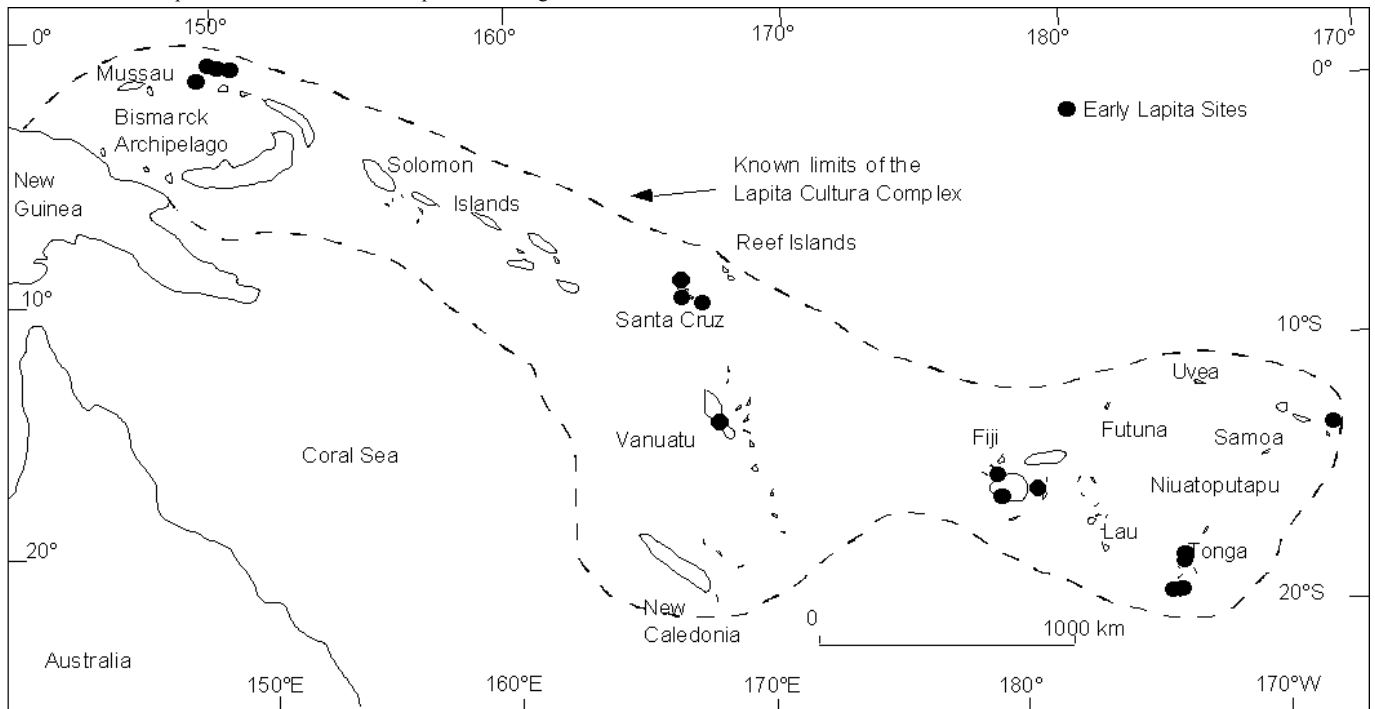 150°
160°
170°
180°
170°
0°
0°
Mussau
Early Lapita Sites
Bismarck
Archipelago
Solomon
Known limits of the
Lapita Cultura Complex
New
Guinea
Islands
Reef Islands
10°
Santa Cruz
10°S
Uvea
Vanuatu
Coral Sea
Fiji
Futuna
Samoa
Niuatoputapu
Lau
Tonga
20°
20°S
New
Caledonia
0
1000 km
Australia
150°E
160°E
170°E
180°
170°W